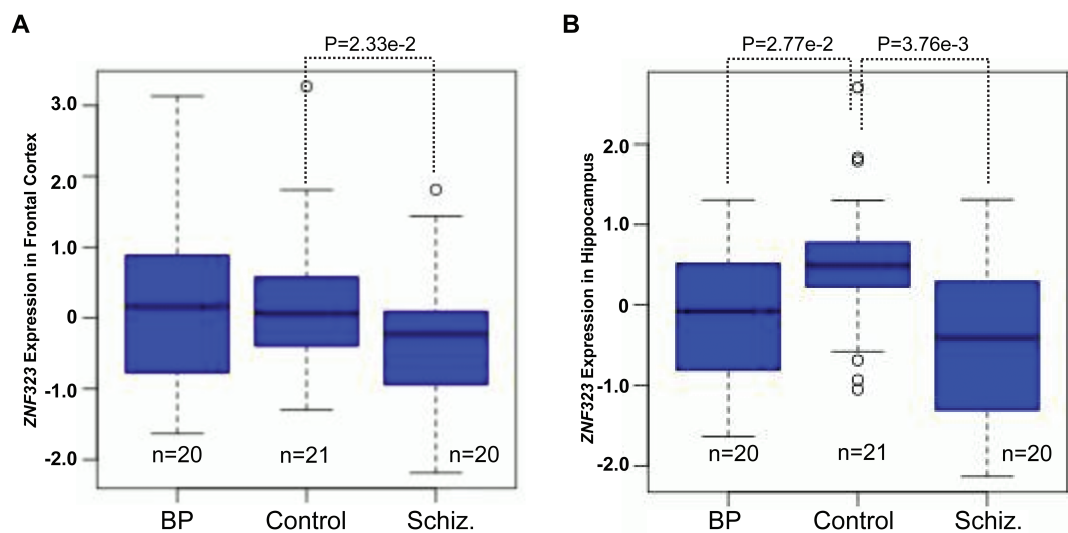 A
P=2.33e-2
ZNF323 Expression in Frontal Cortex
3.0
2.0
1.0
0
-1.0
-2.0
n=20
n=21
n=20
BP
Control
Schiz.
B
P=2.77e-2
P=3.76e-3
ZNF323 Expression in Hippocampus
2.0
1.0
0
-1.0
-2.0
n=20
n=21
n=20
BP
Control
Schiz.